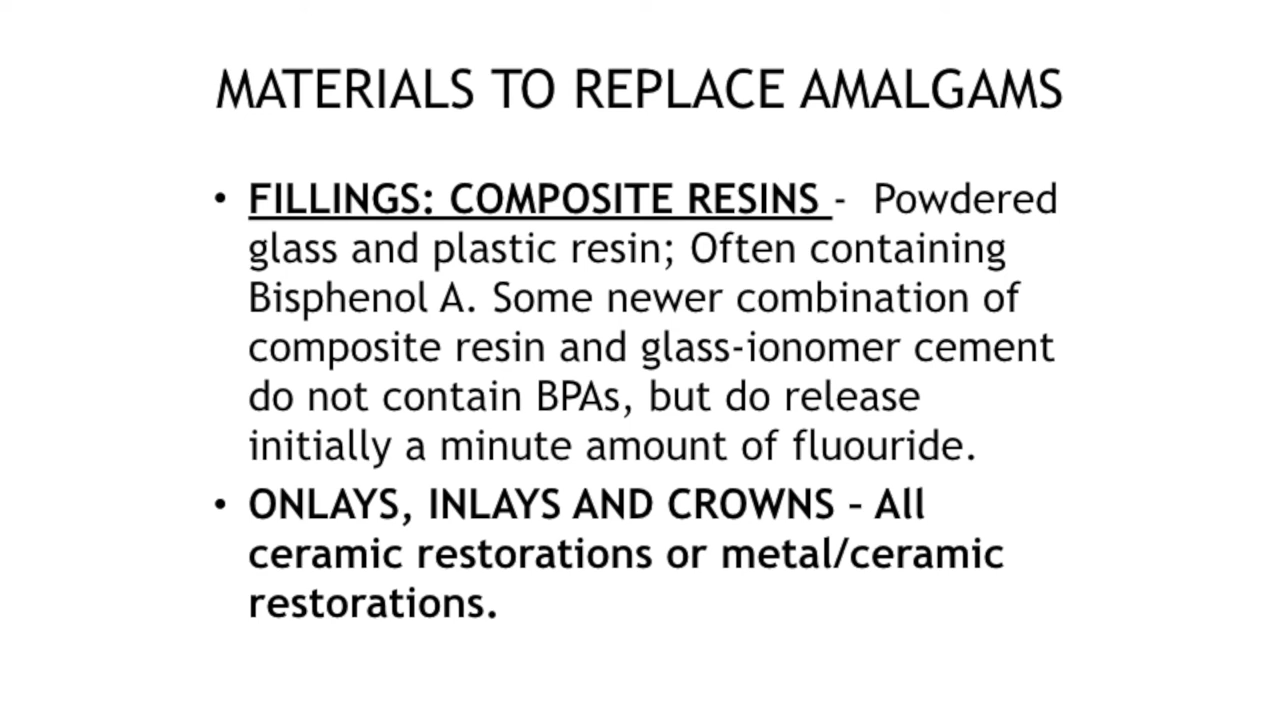 MATERIALS TO REPLACE AMALGAMS
• FILLINGS: COMPOSITE RESINS - Powdered
glass and plastic resin; Often containing
Bisphenol A. Some newer combination of
composite resin and glass-ionomer cement
do not contain BPAs, but do release
initially a minute amount of fluouride.
• ONLAYS, INLAYS AND CROWNS – All
ceramic restorations or metal/ceramic
restorations.